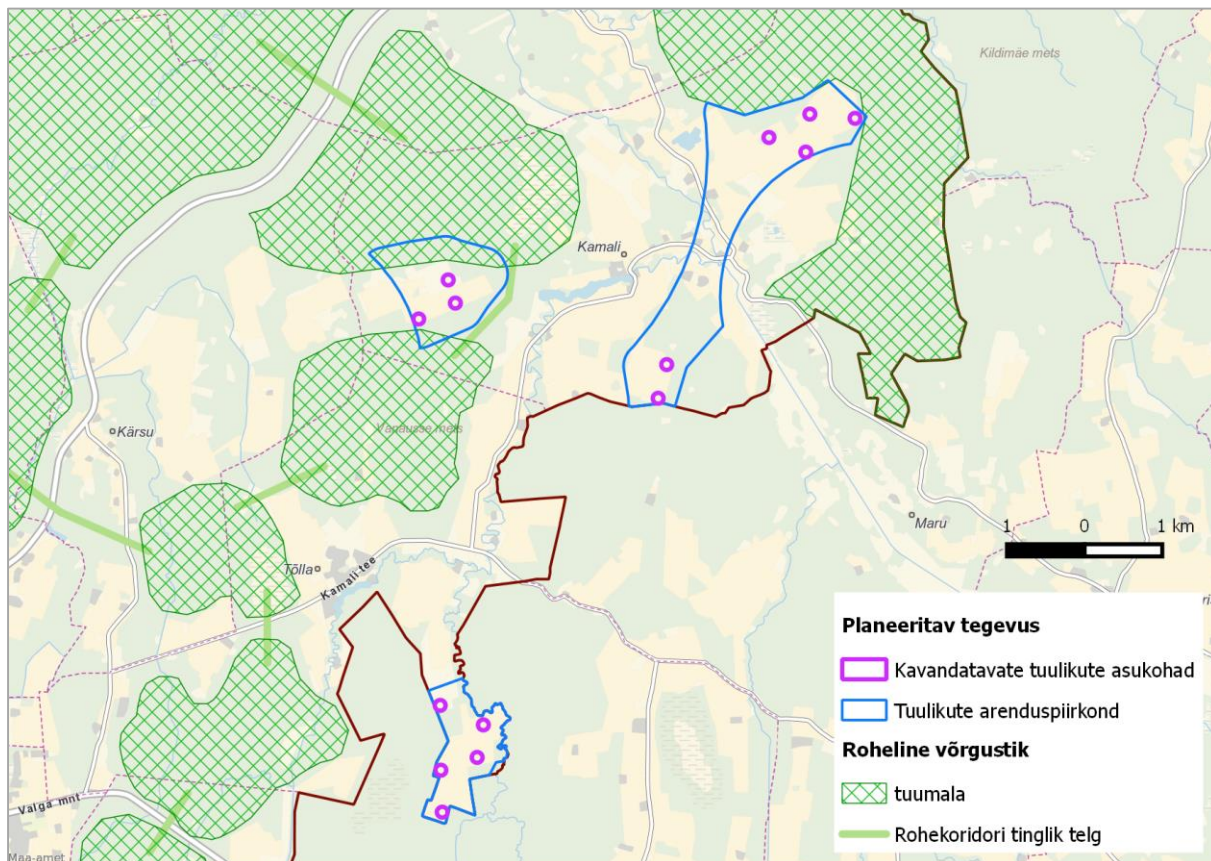 Kildimäe mets
Kamali
Kärsu
Vanausse mets
Maru
1 0 1 km
Tõlla
Kamali tee
Planeeritav tegevus
Kavandatavate tuulikute asukohad
Tuulikute arenduspiirkond
Roheline võrgustik
tuumala
Rohekoridori tinglik telg
Valga mnt
Maa-amet